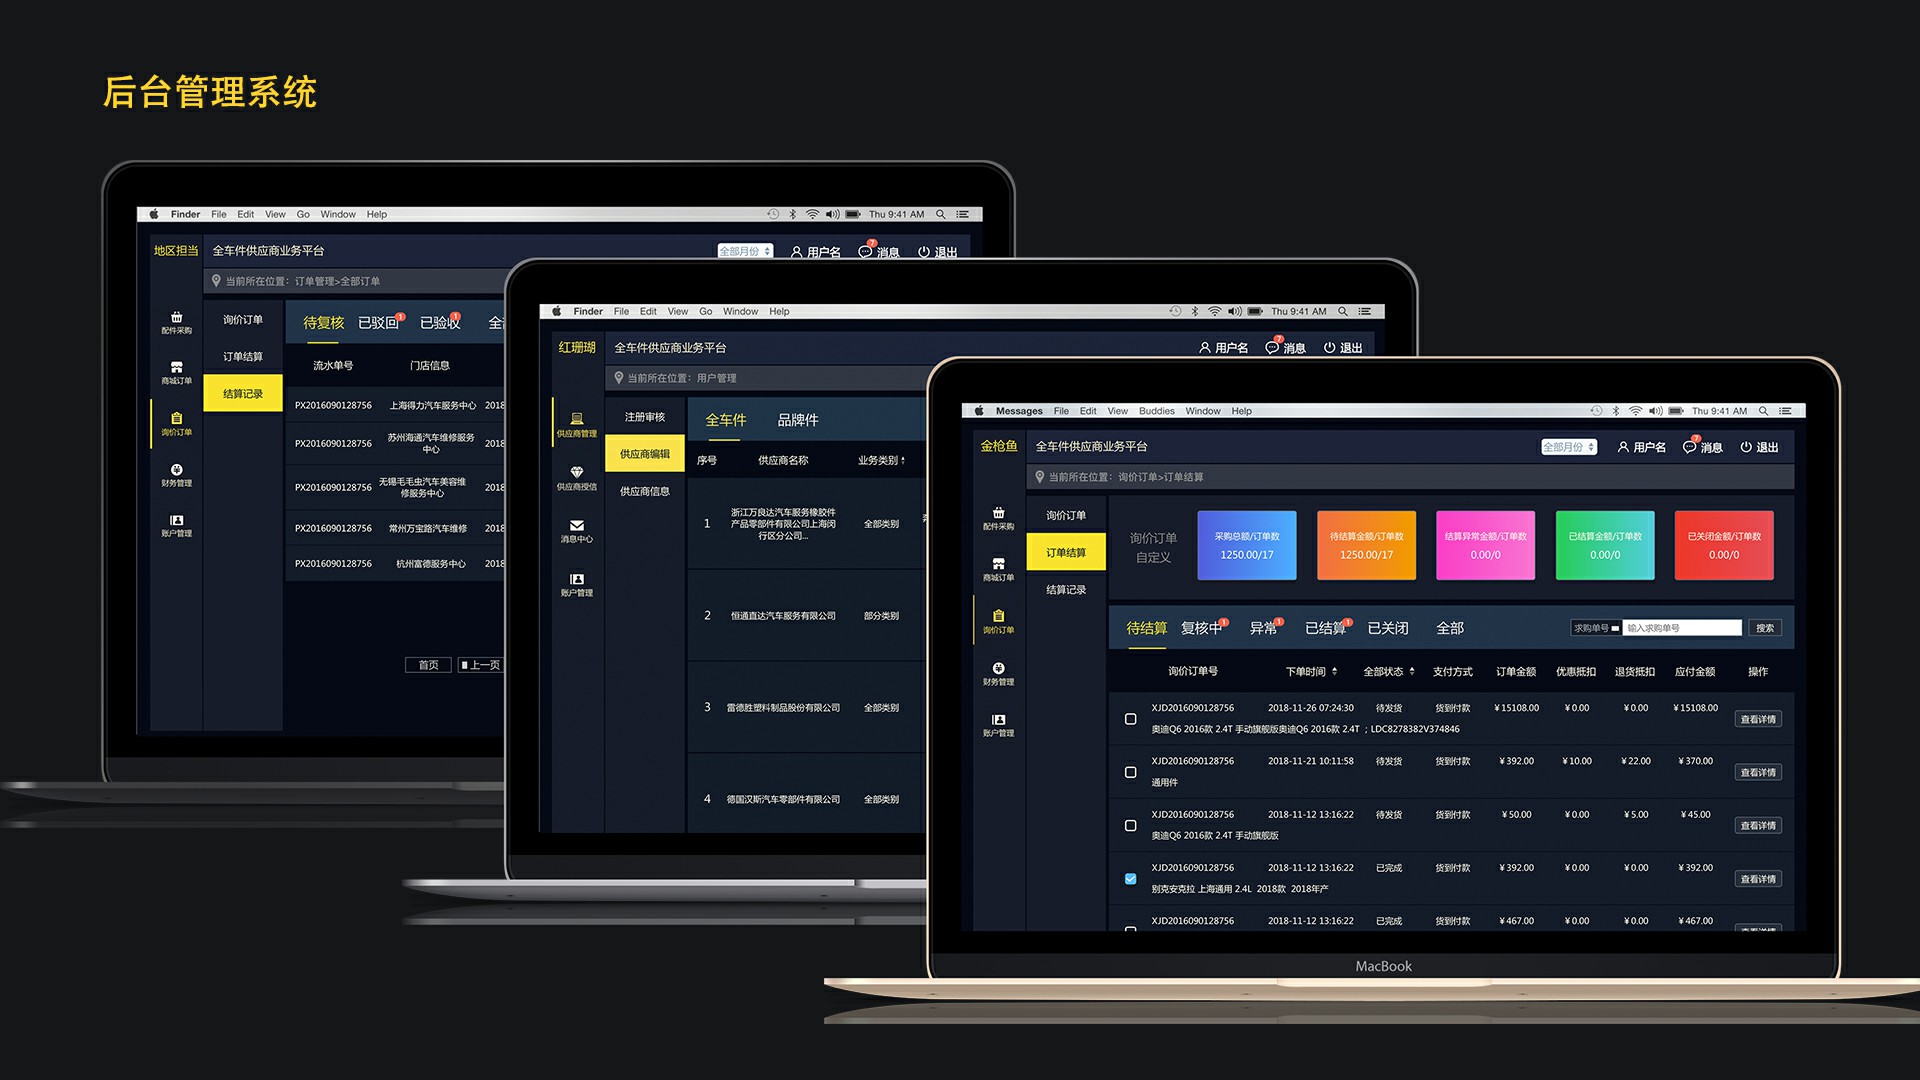 后台管理系统
Finder File Edit View Go Window Help Thu 9:41 AM
地区担当 全车件供应商业务平台 全部月份 用户名 7 消息 退出
当前所在位置：订单管理>全部订单
配件采购
商城订单
询价订单
财务管理
账户管理
询价订单
订单结算
结算记录
待复核 已驳回 1 已验收 1
流水单号 门店信息
PX2016090128756 上海得力汽车服务中心 2018
PX2016090128756 苏州海通汽车维修服务中心 2018
PX2016090128756 无锡毛毛虫汽车美容维修服务中心 2018
PX2016090128756 常州万宝路汽车维修 2018
PX2016090128756 杭州富德服务中心 2018
首页 上一页
Finder File Edit View Go Window Help Thu 9:41 AM
红珊瑚 全车件供应商业务平台 用户名 7 消息 退出
当前所在位置：用户管理
供应商管理
供应商授信
消息中心
账户管理
注册审核
供应商编辑
供应商信息
全车件 品牌件
序号 供应商名称 业务类别
1 浙江万良达汽车服务橡胶件产品零部件有限公司上海闵行区分公司... 全部类别
2 恒通直达汽车服务有限公司 部分类别
3 雷德胜塑料制品股份有限公司 全部类别
4 德国汉斯汽车零部件有限公司 全部类别
Messages File Edit View Buddies Window Help Thu 9:41 AM
金枪鱼 全车件供应商业务平台 全部月份 用户名 7 消息 退出
当前所在位置：询价订单>订单结算
配件采购
商城订单
询价订单
财务管理
账户管理
询价订单
订单结算
结算记录
询价订单
自定义
采购总额/订单数
1250.00/17
待结算金额/订单数
1250.00/17
结算异常金额/订单数
0.00/0
已结算金额/订单数
0.00/0
已关闭金额/订单数
0.00/0
待结算 复核中 1 异常 1 已结算 1 已关闭 全部 求购单号 输入求购单号 搜索
询价订单号 下单时间 全部状态 支付方式 订单金额 优惠抵扣 退货抵扣 应付金额 操作
XJD2016090128756 2018-11-26 07:24:30 待发货 货到付款 ¥15108.00 ¥0.00 ¥0.00 ¥15108.00 查看详情
奥迪Q6 2016款 2.4T 手动旗舰版奥迪Q6 2016款 2.4T ；LDC8278382V374846
XJD2016090128756 2018-11-21 10:11:58 待发货 货到付款 ¥392.00 ¥10.00 ¥22.00 ¥370.00 查看详情
通用件
XJD2016090128756 2018-11-12 13:16:22 待发货 货到付款 ¥50.00 ¥0.00 ¥5.00 ¥45.00 查看详情
奥迪Q6 2016款 2.4T 手动旗舰版
XJD2016090128756 2018-11-12 13:16:22 已完成 货到付款 ¥392.00 ¥0.00 ¥0.00 ¥392.00 查看详情
别克安克拉 上海通用 2.4L 2018款 2018年产
XJD2016090128756 2018-11-12 13:16:22 已完成 货到付款 ¥467.00 ¥0.00 ¥0.00 ¥467.00
MacBook